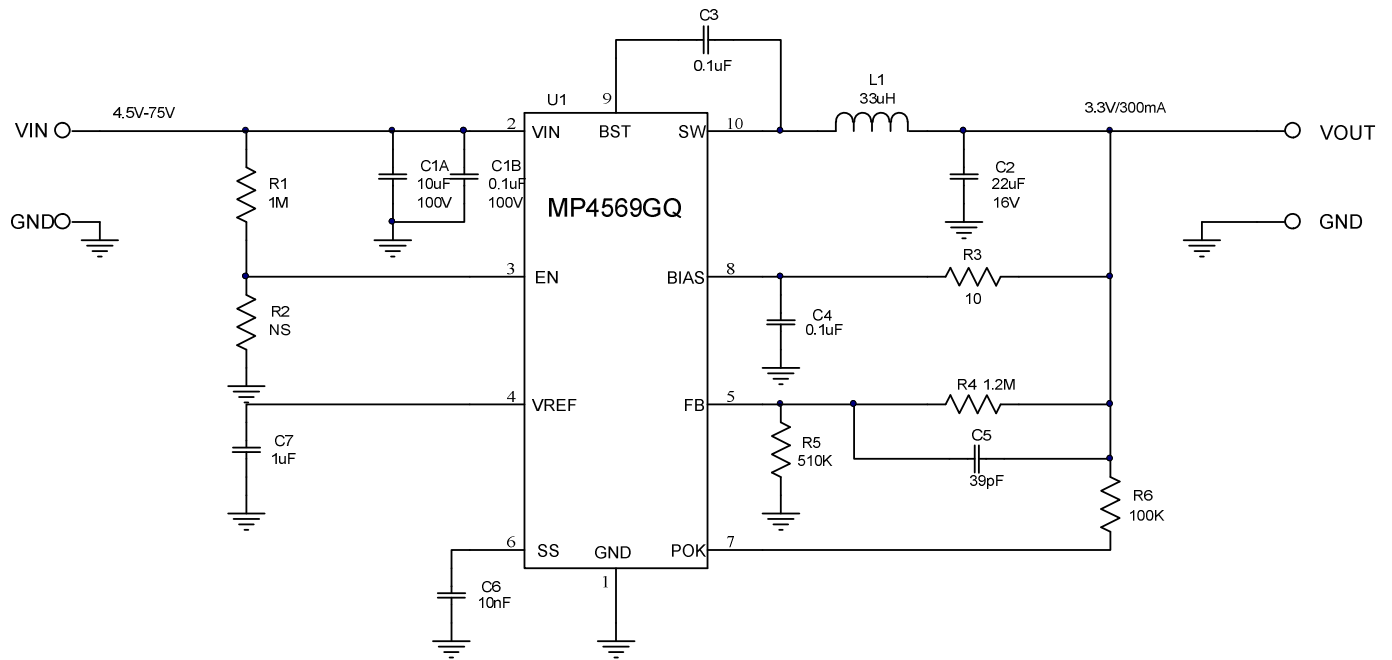 C3
0.1uF
L1
33uH
4.5V-75V
U1
9
3.3V/300mA
VIN
2
VIN
BST
SW
10
VOUT
C1A
10uF
100V
C1B
0.1uF
100V
C2
22uF
16V
R1
1M
MP4569GQ
GND
GND
3
EN
BIAS
8
R3
10
R2
NS
C4
0.1uF
4
VREF
FB
5
R4 1.2M
C7
1uF
R5
510K
C5
39pF
R6
100K
6
SS
GND
POK
7
1
C6
10nF